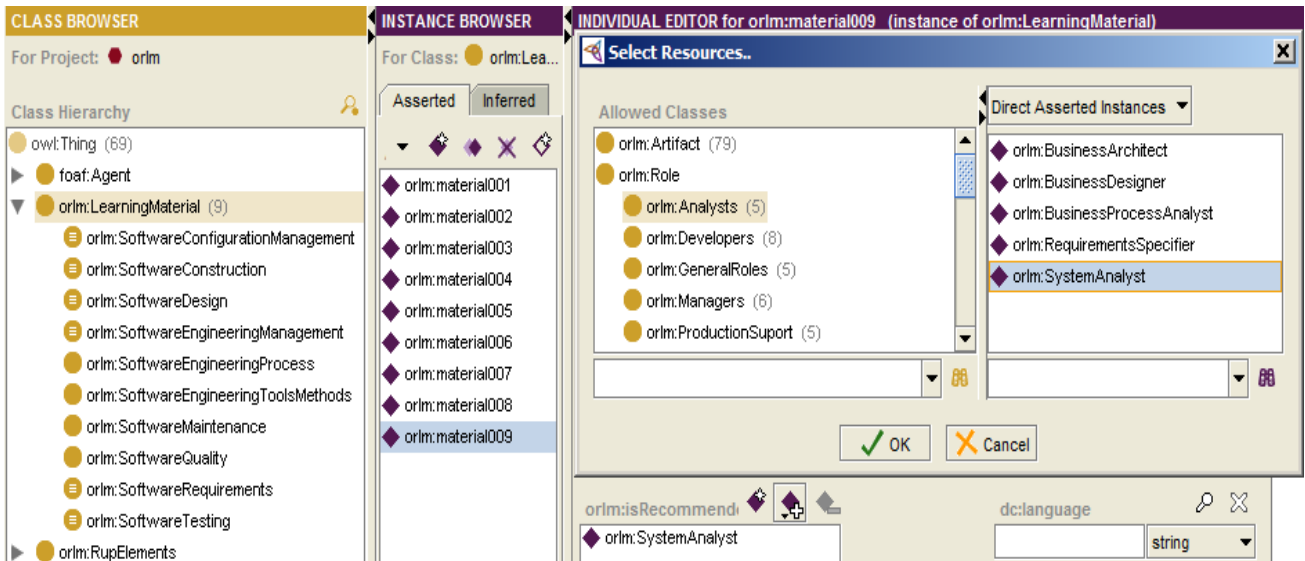 CLASS BROWSER
For Project: orlm
Class Hierarchy
owl:Thing (69)
foaf:Agent
orlm:LearningMaterial (9)
orlm:SoftwareConfigurationManagement
orlm:SoftwareConstruction
orlm:SoftwareDesign
orlm:SoftwareEngineeringManagement
orlm:SoftwareEngineeringProcess
orlm:SoftwareEngineeringToolsMethods
orlm:SoftwareMaintenance
orlm:SoftwareQuality
orlm:SoftwareRequirements
orlm:SoftwareTesting
orlm:RupElements
INSTANCE BROWSER
For Class: orlm:Lea...
Asserted Inferred
orlm:material001
orlm:material002
orlm:material003
orlm:material004
orlm:material005
orlm:material006
orlm:material007
orlm:material008
orlm:material009
INDIVIDUAL EDITOR for orlm:material009 (instance of orlm:LearningMaterial)
Select Resources..
Allowed Classes
orlm:Artifact (79)
orlm:Role
orlm:Analysts (5)
orlm:Developers (8)
orlm:GeneralRoles (5)
orlm:Managers (6)
orlm:ProductionSuport (5)
Direct Asserted Instances
orlm:BusinessArchitect
orlm:BusinessDesigner
orlm:BusinessProcessAnalyst
orlm:RequirementsSpecifier
orlm:SystemAnalyst
OK Cancel
orlm:isRecommend
orlm:SystemAnalyst
dc:language
string